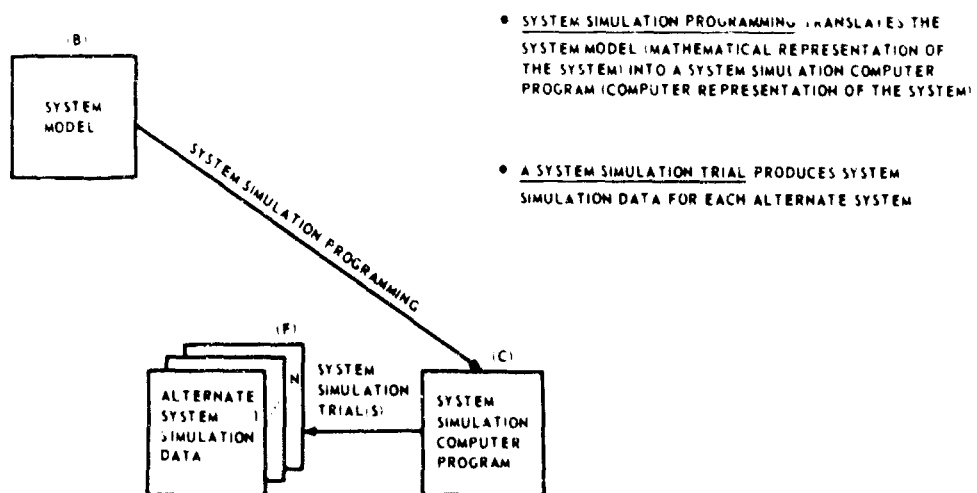 • SYSTEM SIMULATION PROGRAMMING TRANSLATES THE
SYSTEM MODEL (MATHEMATICAL REPRESENTATION OF
THE SYSTEM) INTO A SYSTEM SIMULATION COMPUTER
PROGRAM (COMPUTER REPRESENTATION OF THE SYSTEM)
• A SYSTEM SIMULATION TRIAL PRODUCES SYSTEM
SIMULATION DATA FOR EACH ALTERNATE SYSTEM
(B)
SYSTEM
MODEL
SYSTEM SIMULATION PROGRAMMING
(F)
N
ALTERNATE
SYSTEM 1
SIMULATION
DATA
SYSTEM
SIMULATION
TRIAL(S)
(C)
SYSTEM
SIMULATION
COMPUTER
PROGRAM